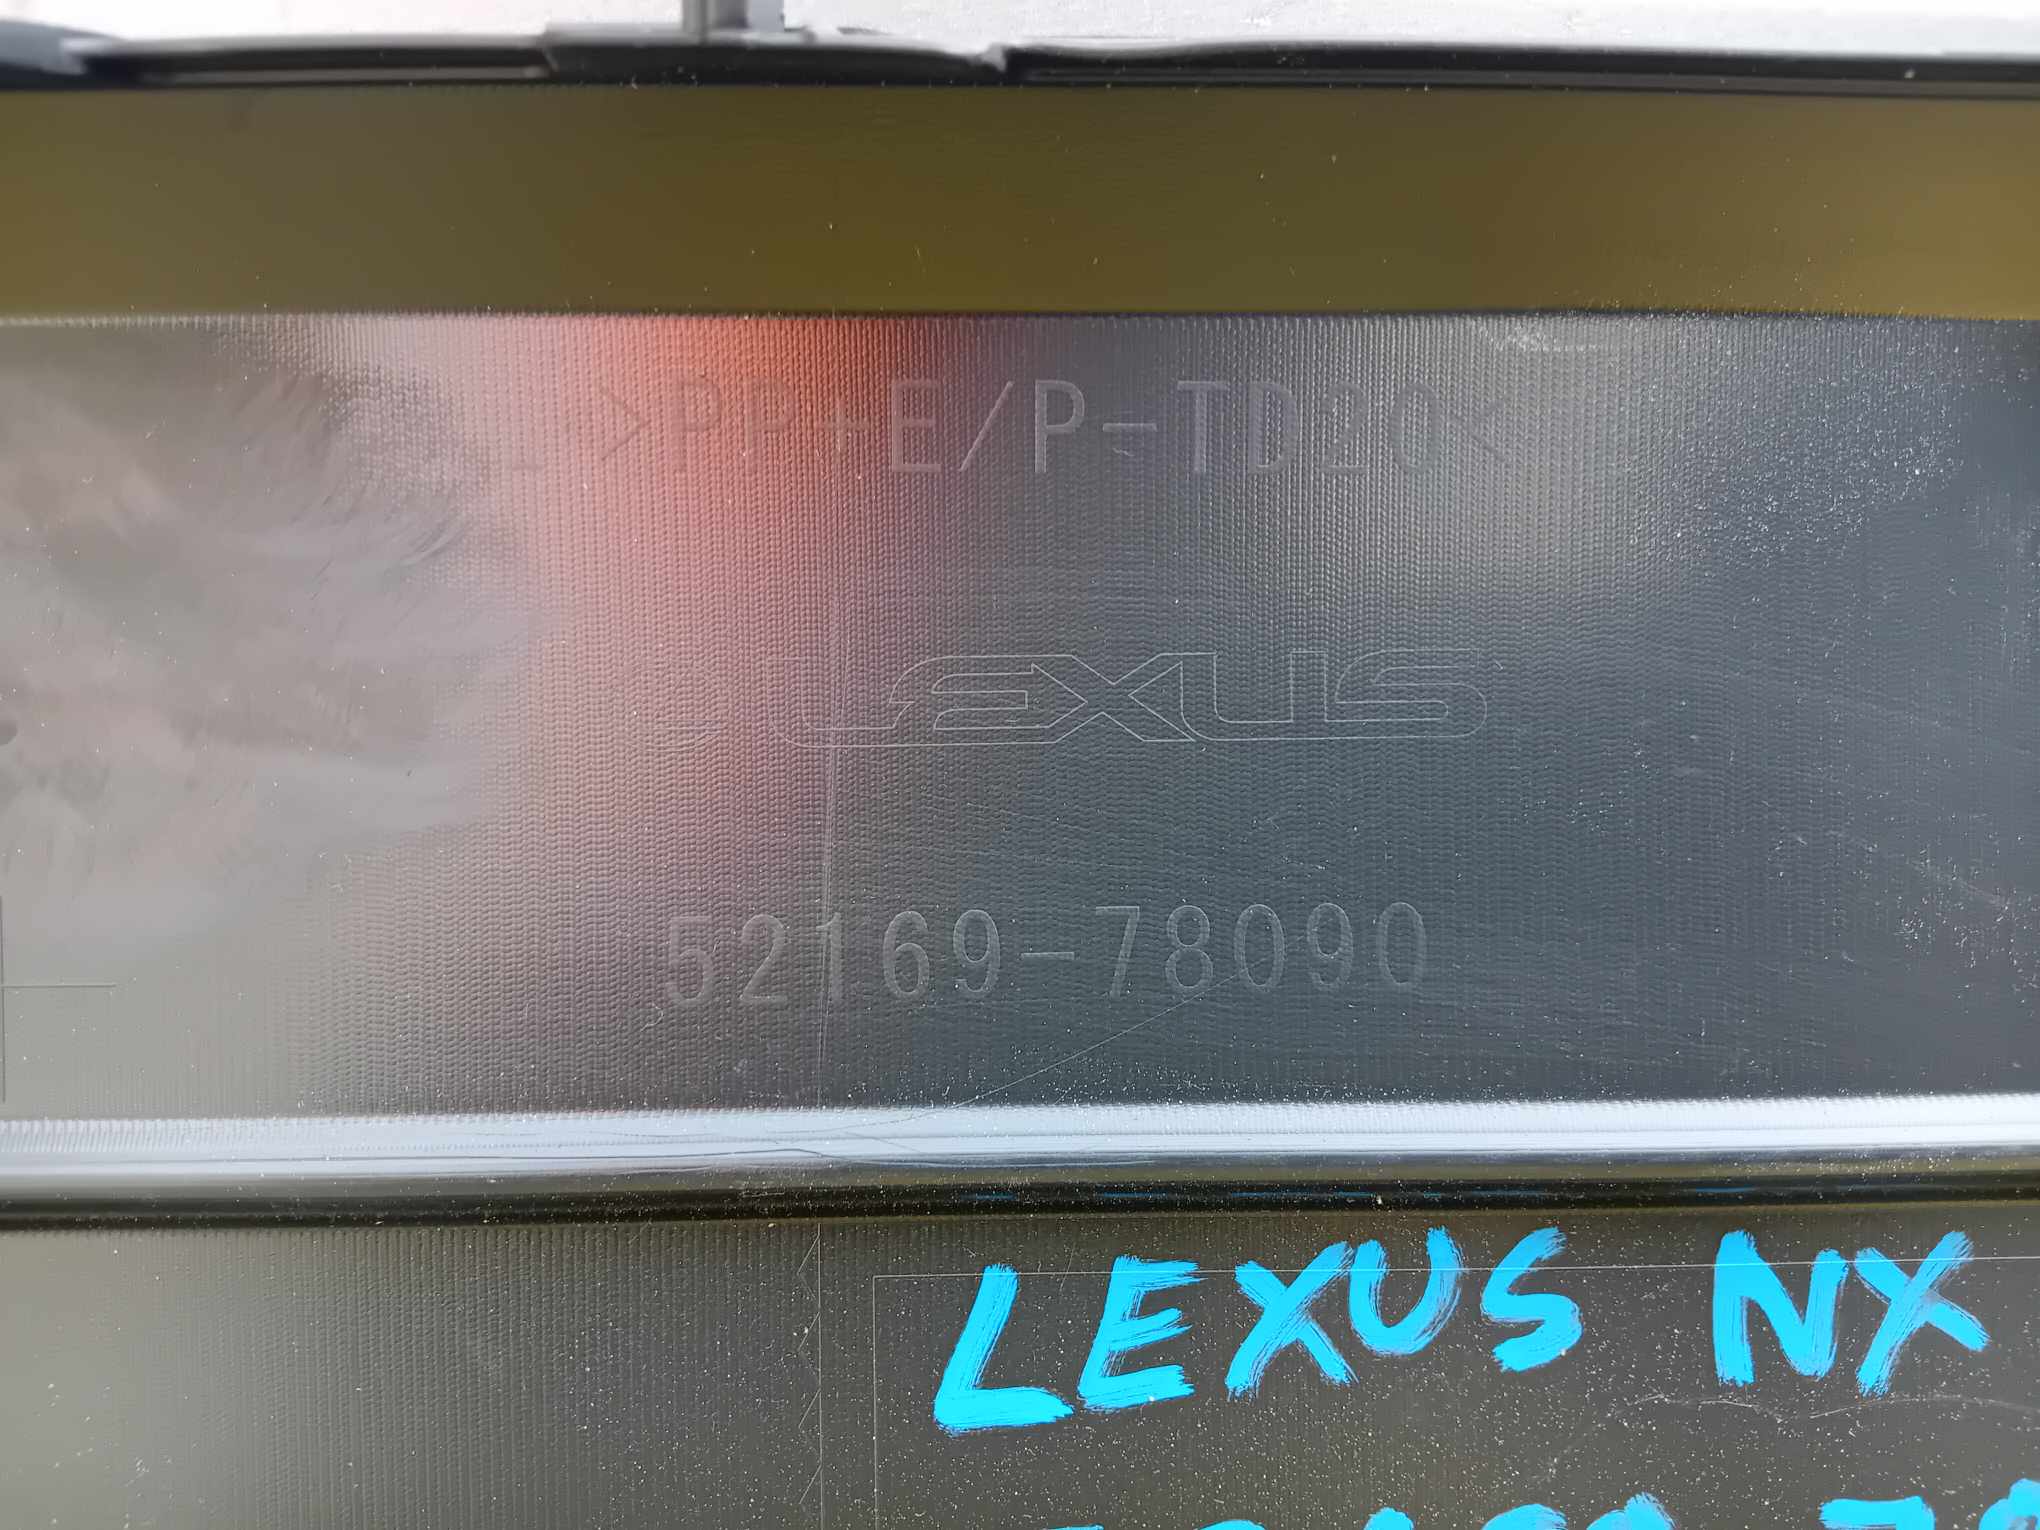 >PP+E/P-TD20<
LEXUS
52169-78090
LEXUS NX